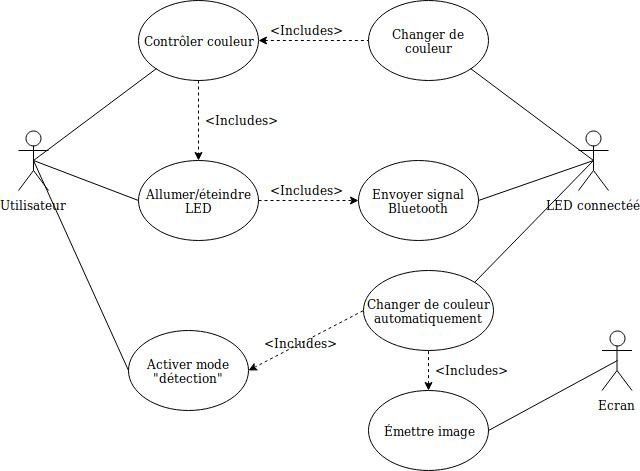 Contrôler couleur
<Includes>
Changer de
couleur
<Includes>
Utilisateur
Allumer/éteindre
LED
<Includes>
Envoyer signal
Bluetooth
LED connectéé
Changer de couleur
automatiquement
<Includes>
Activer mode
"détection"
<Includes>
Émettre image
Ecran